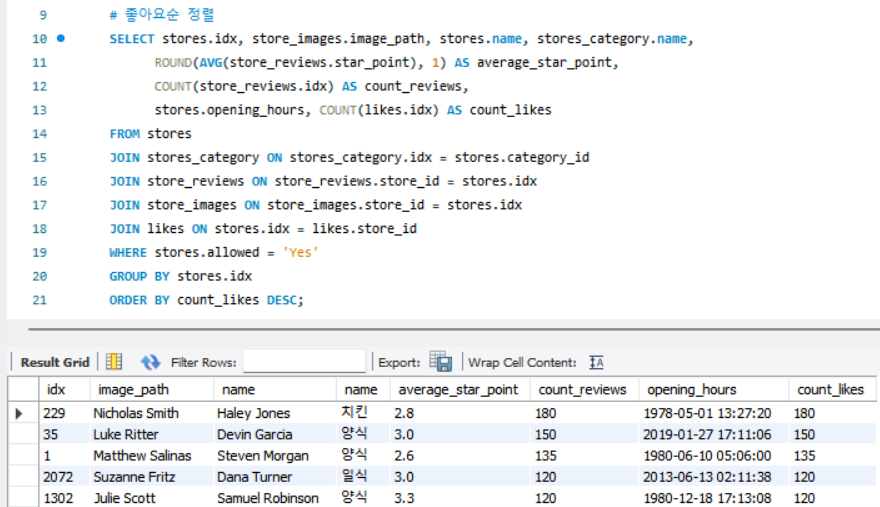 9 # 좋아요순 정렬
10 SELECT stores.idx, store_images.image_path, stores.name, stores_category.name,
11 ROUND(AVG(store_reviews.star_point), 1) AS average_star_point,
12 COUNT(store_reviews.idx) AS count_reviews,
13 stores.opening_hours, COUNT(likes.idx) AS count_likes
14 FROM stores
15 JOIN stores_category ON stores_category.idx = stores.category_id
16 JOIN store_reviews ON store_reviews.store_id = stores.idx
17 JOIN store_images ON store_images.store_id = stores.idx
18 JOIN likes ON stores.idx = likes.store_id
19 WHERE stores.allowed = 'Yes'
20 GROUP BY stores.idx
21 ORDER BY count_likes DESC;
Result Grid Filter Rows: Export: Wrap Cell Content: IA
idx image_path name name average_star_point count_reviews opening_hours count_likes
229 Nicholas Smith Haley Jones 치킨 2.8 180 1978-05-01 13:27:20 180
35 Luke Ritter Devin Garcia 양식 3.0 150 2019-01-27 17:11:06 150
1 Matthew Salinas Steven Morgan 양식 2.6 135 1980-06-10 05:06:00 135
2072 Suzanne Fritz Dana Turner 일식 3.0 120 2013-06-13 02:11:38 120
1302 Julie Scott Samuel Robinson 양식 3.3 120 1980-12-18 17:13:08 120